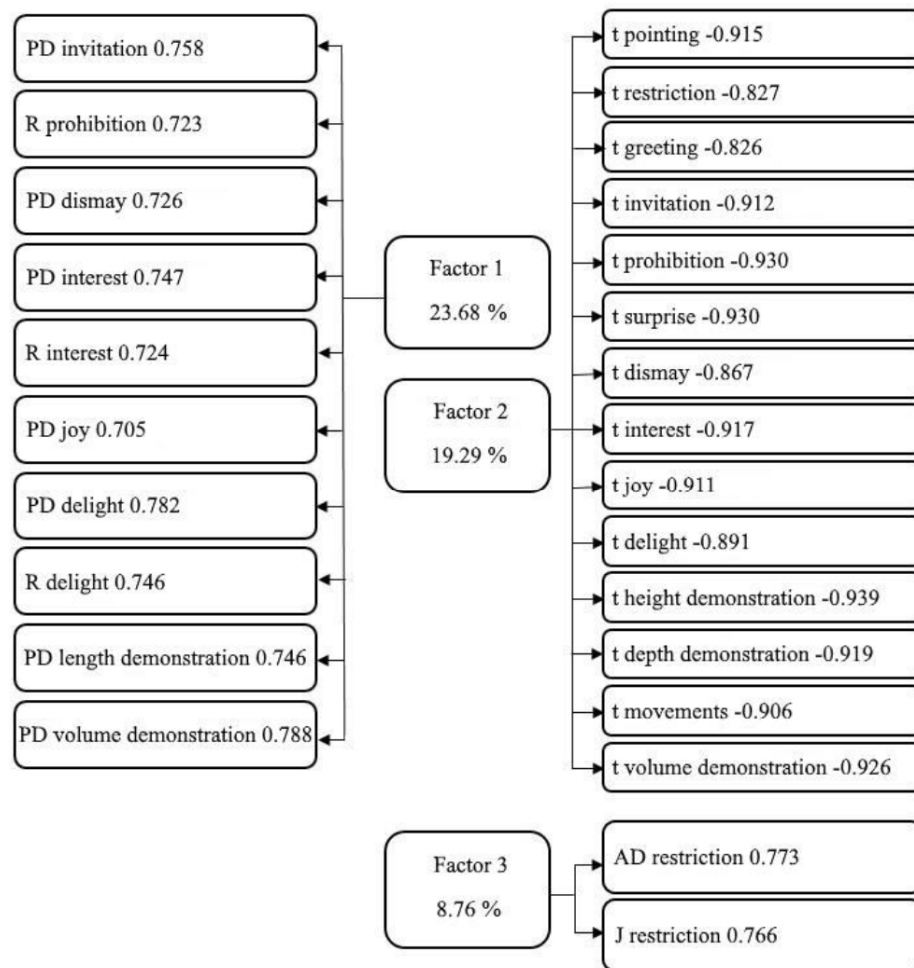 PD invitation 0.758
R prohibition 0.723
PD dismay 0.726
PD interest 0.747
R interest 0.724
PD joy 0.705
PD delight 0.782
R delight 0.746
PD length demonstration 0.746
PD volume demonstration 0.788
Factor 1
23.68 %
Factor 2
19.29 %
t pointing -0.915
t restriction -0.827
t greeting -0.826
t invitation -0.912
t prohibition -0.930
t surprise -0.930
t dismay -0.867
t interest -0.917
t joy -0.911
t delight -0.891
t height demonstration -0.939
t depth demonstration -0.919
t movements -0.906
t volume demonstration -0.926
Factor 3
8.76 %
AD restriction 0.773
J restriction 0.766